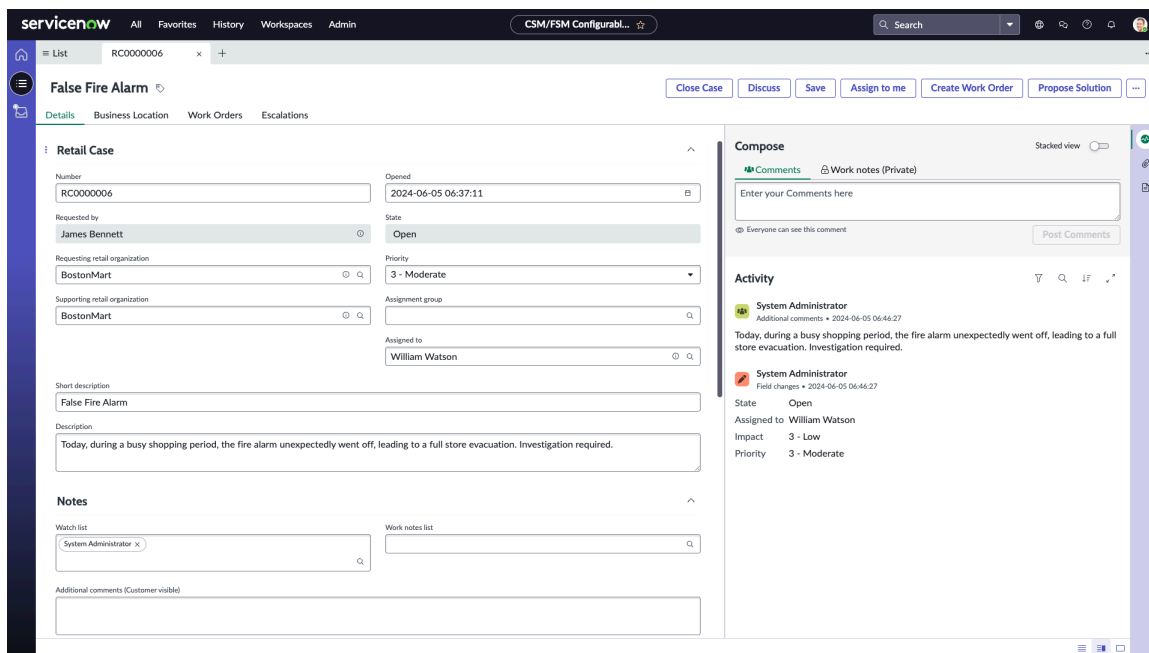 servicenow All Favorites History Workspaces Admin CSM/FSM Configurabl... Search
List RC0000006
False Fire Alarm Close Case Discuss Save Assign to me Create Work Order Propose Solution
Details Business Location Work Orders Escalations
Retail Case
Number
RC0000006
Opened
2024-06-05 06:37:11
Requested by
James Bennett
State
Open
Requesting retail organization
BostonMart
Priority
3 - Moderate
Supporting retail organization
BostonMart
Assignment group
Assigned to
William Watson
Short description
False Fire Alarm
Description
Today, during a busy shopping period, the fire alarm unexpectedly went off, leading to a full store evacuation. Investigation required.
Notes
Watch list
System Administrator
Work notes list
Additional comments (Customer visible)
Compose Stacked view
Comments Work notes (Private)
Enter your Comments here
Everyone can see this comment Post Comments
Activity
System Administrator
Additional comments • 2024-06-05 06:46:27
Today, during a busy shopping period, the fire alarm unexpectedly went off, leading to a full
store evacuation. Investigation required.
System Administrator
Field changes • 2024-06-05 06:46:27
State Open
Assigned to William Watson
Impact 3 - Low
Priority 3 - Moderate